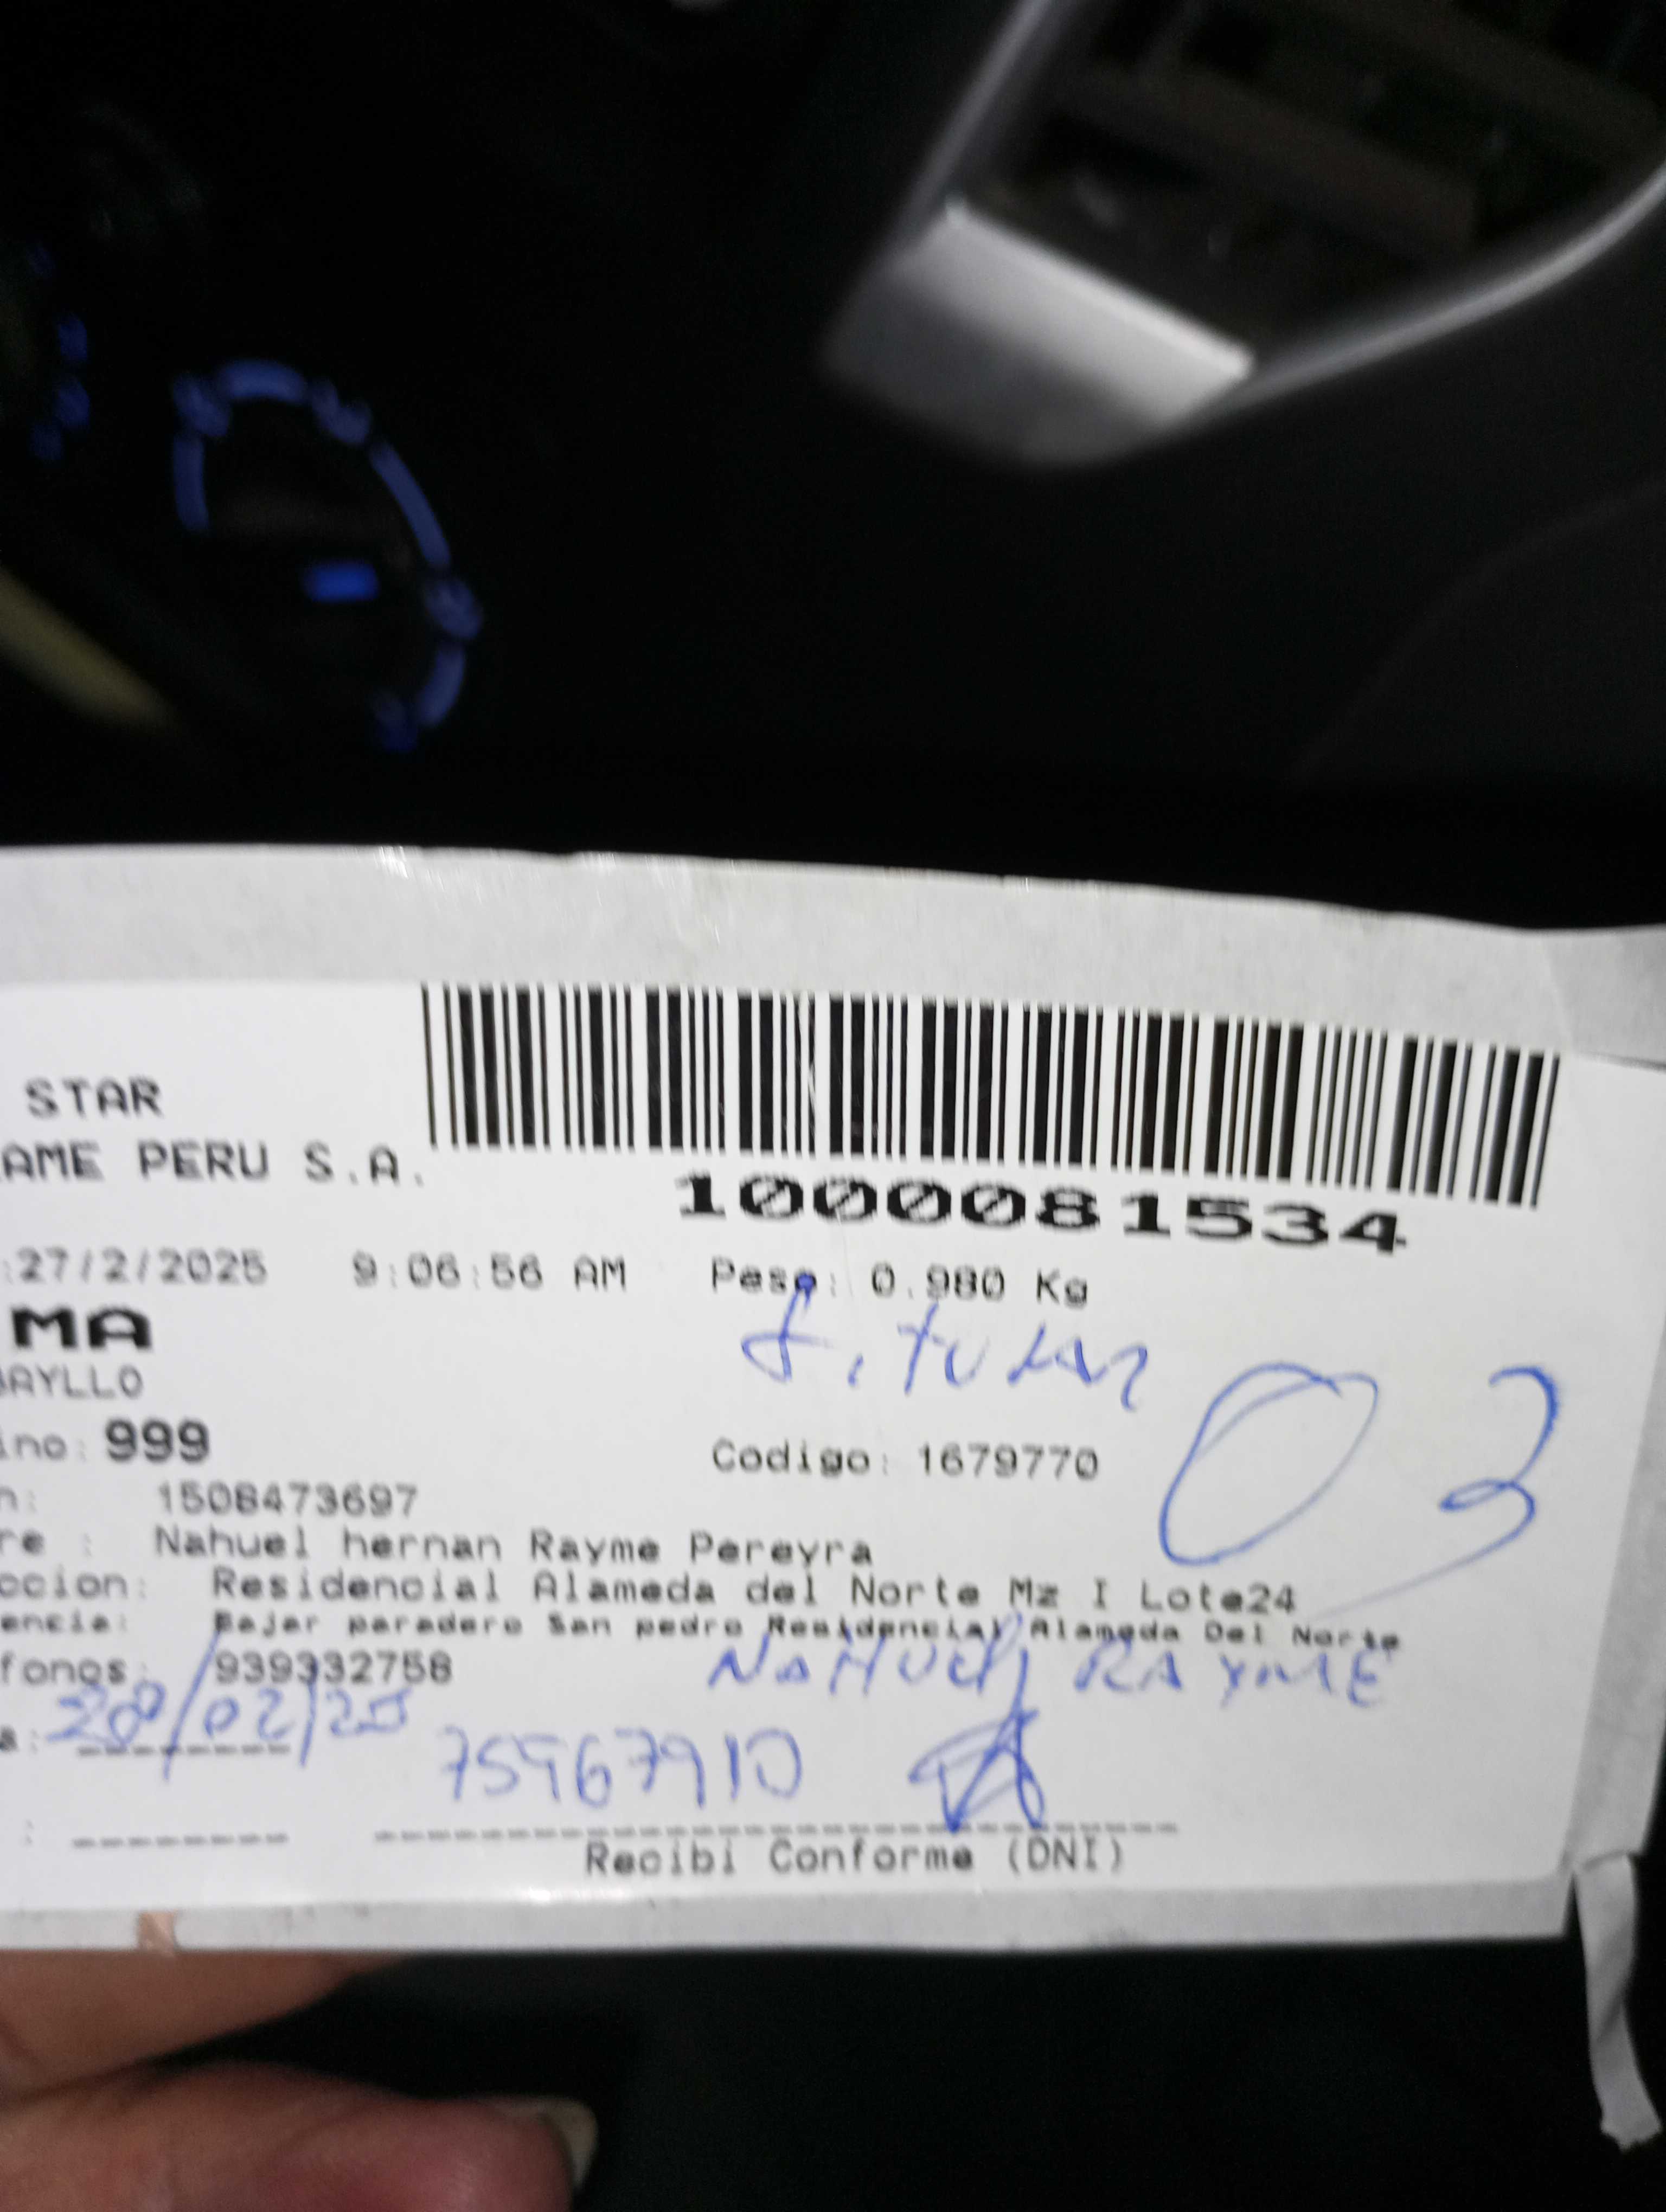 STAR
AME PERU S.A.
1000081534
:27/2/2025 9:06:56 AM Peso: 0.980 Kg
MA
AYLLO
ino: 999 Codigo: 1679770
03
n: 1508473697
re : Nahuel hernan Rayme Pereyra
ccion: Residencial Alameda del Norte Mz I Lote24
encia: Bajar paradero San pedro Residencial Alameda Del Norte
fonos: 939332758
NAHUEL RAYME
a: 28/02/25
75967910
Recibi Conforme (DNI)